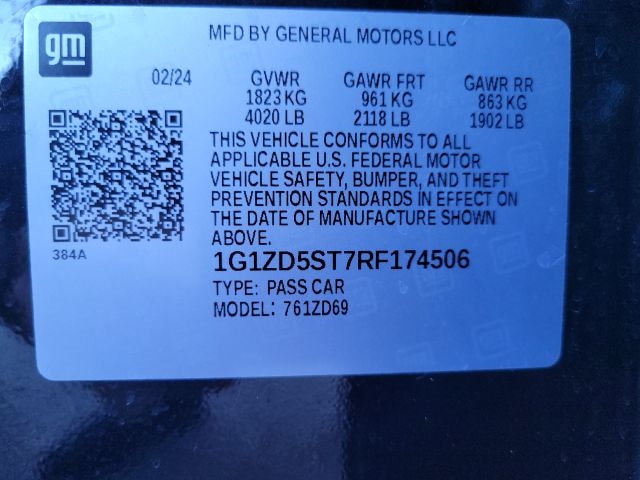 gm
MFD BY GENERAL MOTORS LLC
02/24 GVWR GAWR FRT GAWR RR
1823 KG 961 KG 863 KG
4020 LB 2118 LB 1902 LB
THIS VEHICLE CONFORMS TO ALL
APPLICABLE U.S. FEDERAL MOTOR
VEHICLE SAFETY, BUMPER, AND THEFT
PREVENTION STANDARDS IN EFFECT ON
THE DATE OF MANUFACTURE SHOWN
ABOVE.
384A
1G1ZD5ST7RF174506
TYPE: PASS CAR
MODEL: 761ZD69